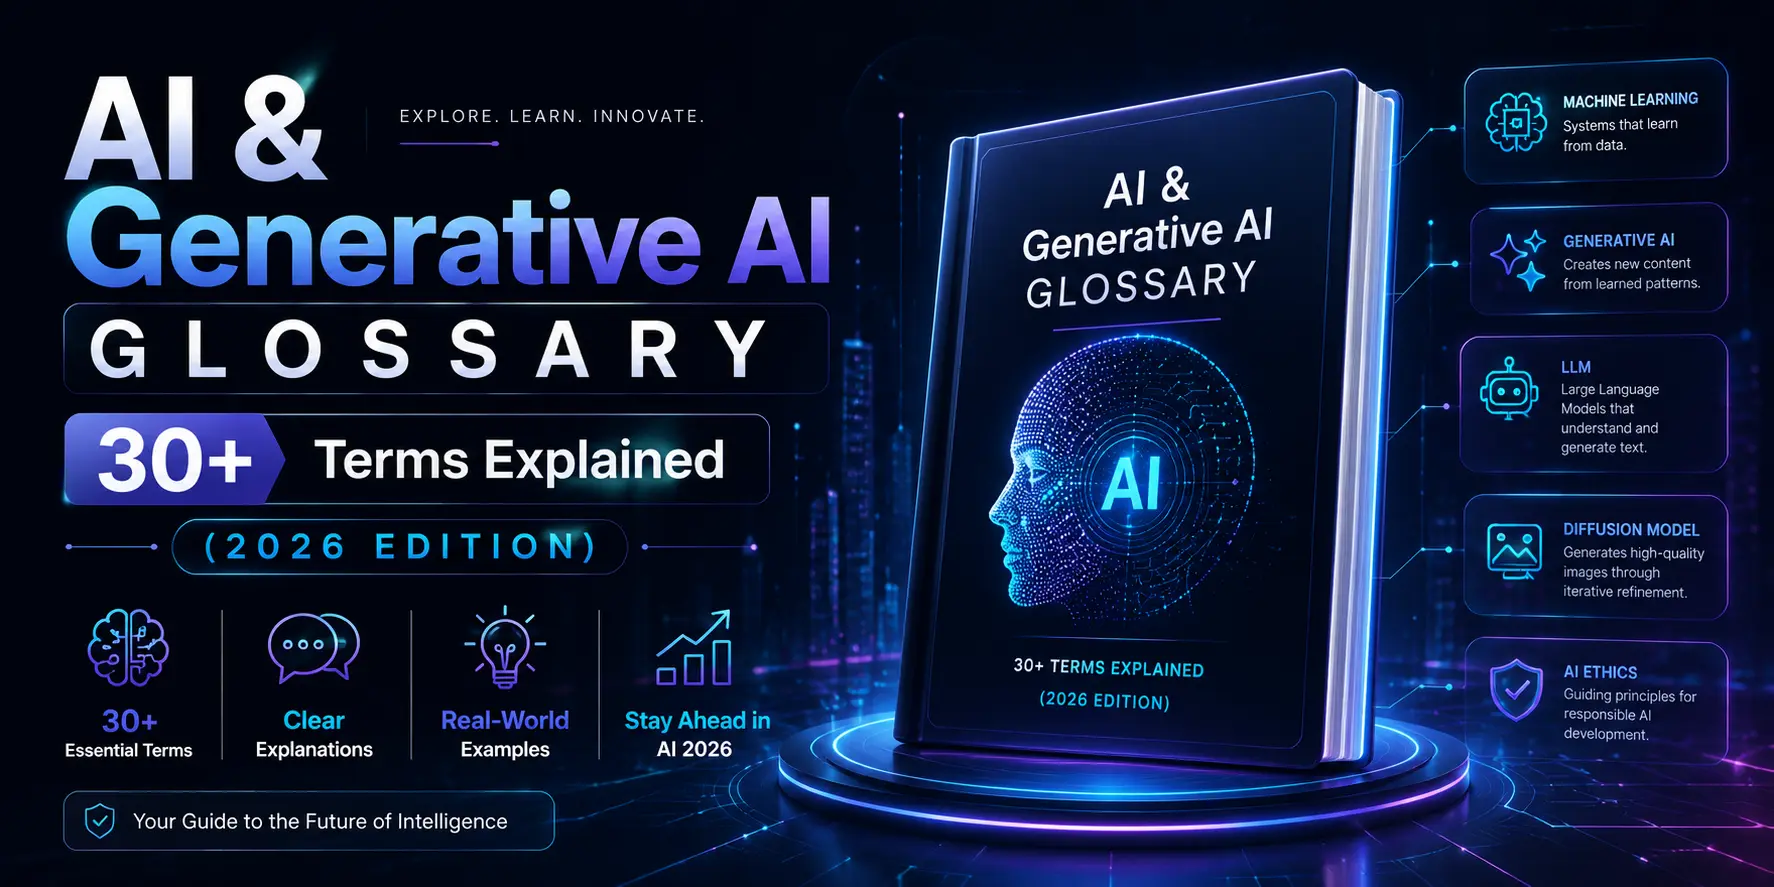 AI &
EXPLORE. LEARN. INNOVATE.
Generative AI
GLOSSARY
30+ Terms Explained
(2026 EDITION)
30+
Essential Terms
Clear
Explanations
Real-World
Examples
Stay Ahead in
AI 2026
Your Guide to the Future of Intelligence
AI &
Generative AI
GLOSSARY
AI
30+ TERMS EXPLAINED
(2026 EDITION)
MACHINE LEARNING
Systems that learn
from data.
GENERATIVE AI
Creates new content
from learned patterns.
LLM
Large Language
Models that
understand and
generate text.
DIFFUSION MODEL
Generates high-quality
images through
iterative refinement.
AI ETHICS
Guiding principles for
responsible AI
development.